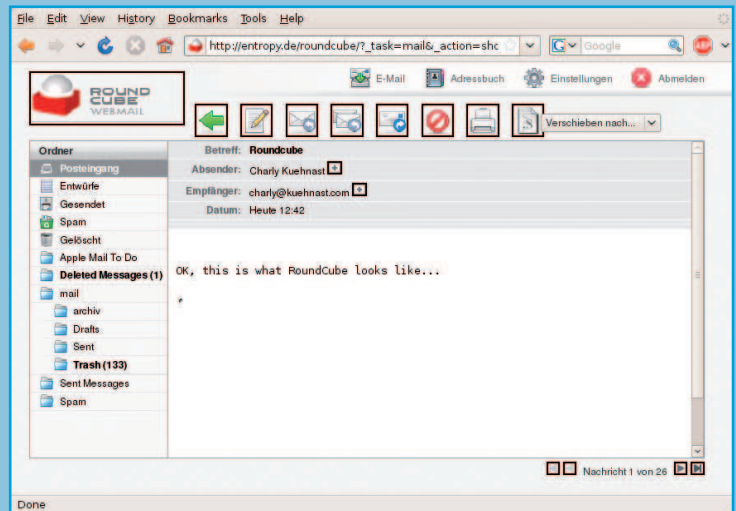 File Edit View History Bookmarks Tools Help
http://entropy.de/roundcube/?_task=mail&_action=shc
Google
E-Mail Adressbuch Einstellungen Abmelden
ROUND
CUBE
WEBMAIL
Verschieben nach...
Ordner
Posteingang
Entwürfe
Gesendet
Spam
Gelöscht
Apple Mail To Do
Deleted Messages (1)
mail
archiv
Drafts
Sent
Trash (133)
Sent Messages
Spam
Betreff: Roundcube
Absender: Charly Kuehnast
Empfänger: charly@kuehnast.com
Datum: Heute 12:42
OK, this is what RoundCube looks like...
Nachricht 1 von 26
Done